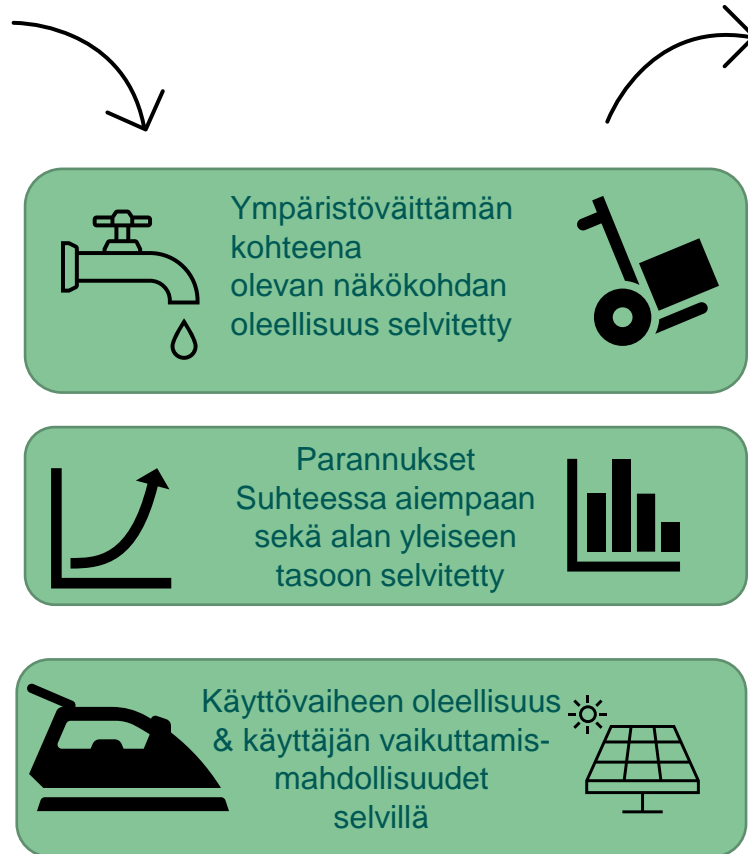 Ympäristöväittämän
kohteena
olevan näkökohdan
oleellisuus selvitetty
Parannukset
Suhteessa aiempaan
sekä alan yleiseen
tasoon selvitetty
Käyttövaiheen oleellisuus
& käyttäjän vaikuttamis-
mahdollisuudet
selvillä